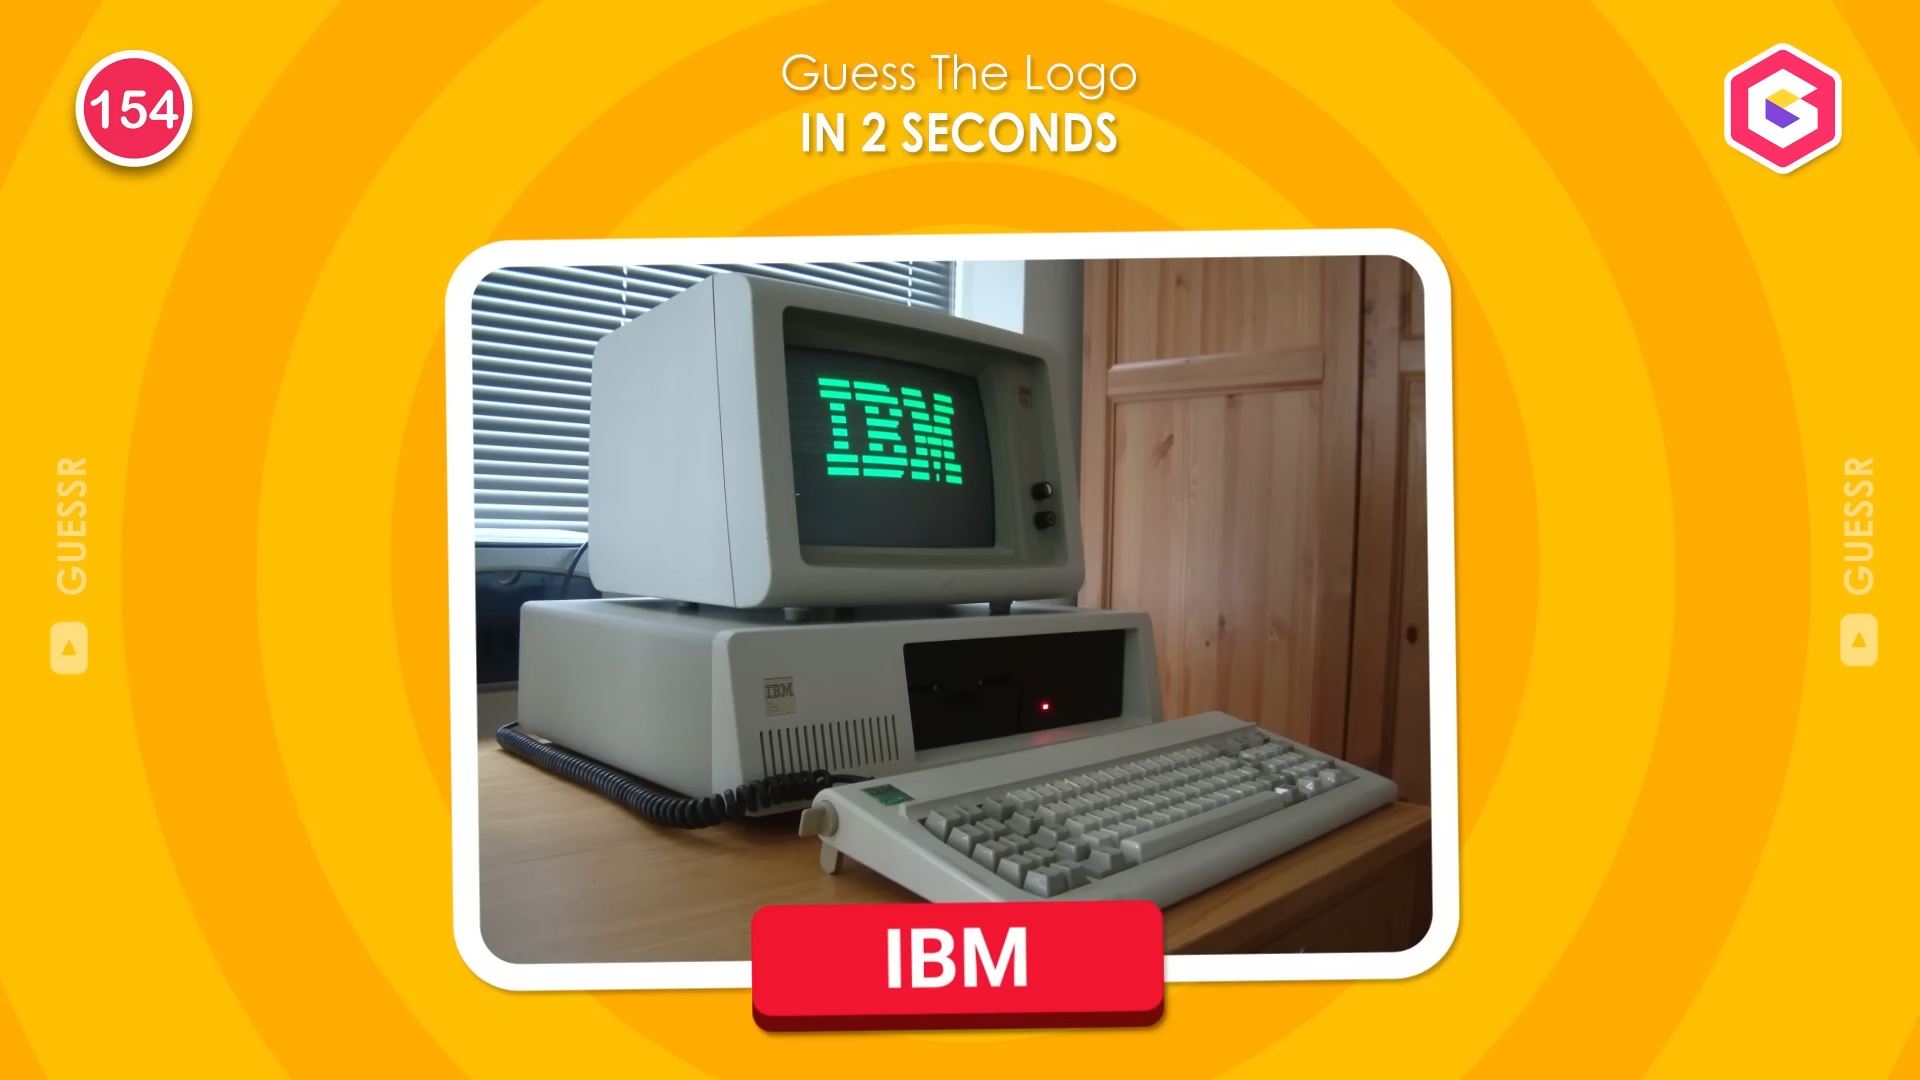 154
Guess The Logo
IN 2 SECONDS
GUESSR
GUESSR
IBM
IBM
IBM